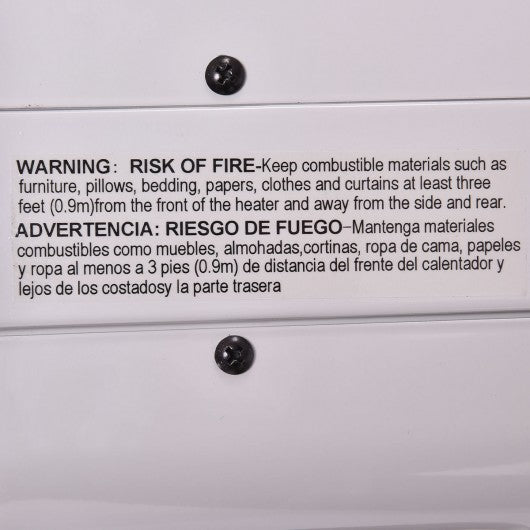 WARNING: RISK OF FIRE-Keep combustible materials such as
furniture, pillows, bedding, papers, clothes and curtains at least three
feet (0.9m)from the front of the heater and away from the side and rear.
ADVERTENCIA: RIESGO DE FUEGO-Mantenga materiales
combustibles como muebles, almohadas,cortinas, ropa de cama, papeles
y ropa al menos a 3 pies (0.9m) de distancia del frente del calentador y
lejos de los costadosy la parte trasera